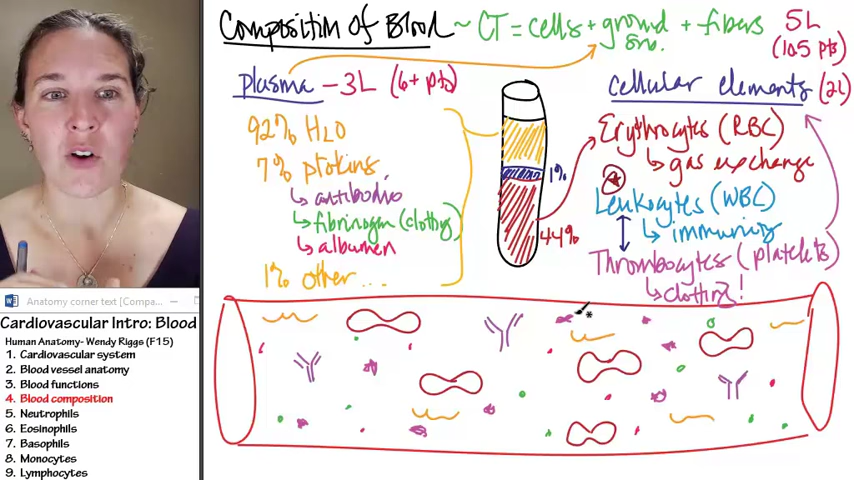 Composition of Blood ~ CT = cells + ground + fibers
sub.
5L
(10.5 pts)
plasma - 3L (6+ pts)
92% H2O
7% proteins
↳ antibodies
↳ fibrinogen (clotting)
↳ albumen
1% other...
1%
44%
cellular elements (2L)
Erythrocytes (RBC)
↳ gas exchange
Leukocytes (WBC)
↳ immunity
Thrombocytes (platelets)
↳ clotting!
Anatomy corner text [Compa...
Cardiovascular Intro: Blood
Human Anatomy- Wendy Riggs (F15)
1. Cardiovascular system
2. Blood vessel anatomy
3. Blood functions
4. Blood composition
5. Neutrophils
6. Eosinophils
7. Basophils
8. Monocytes
9. Lymphocytes